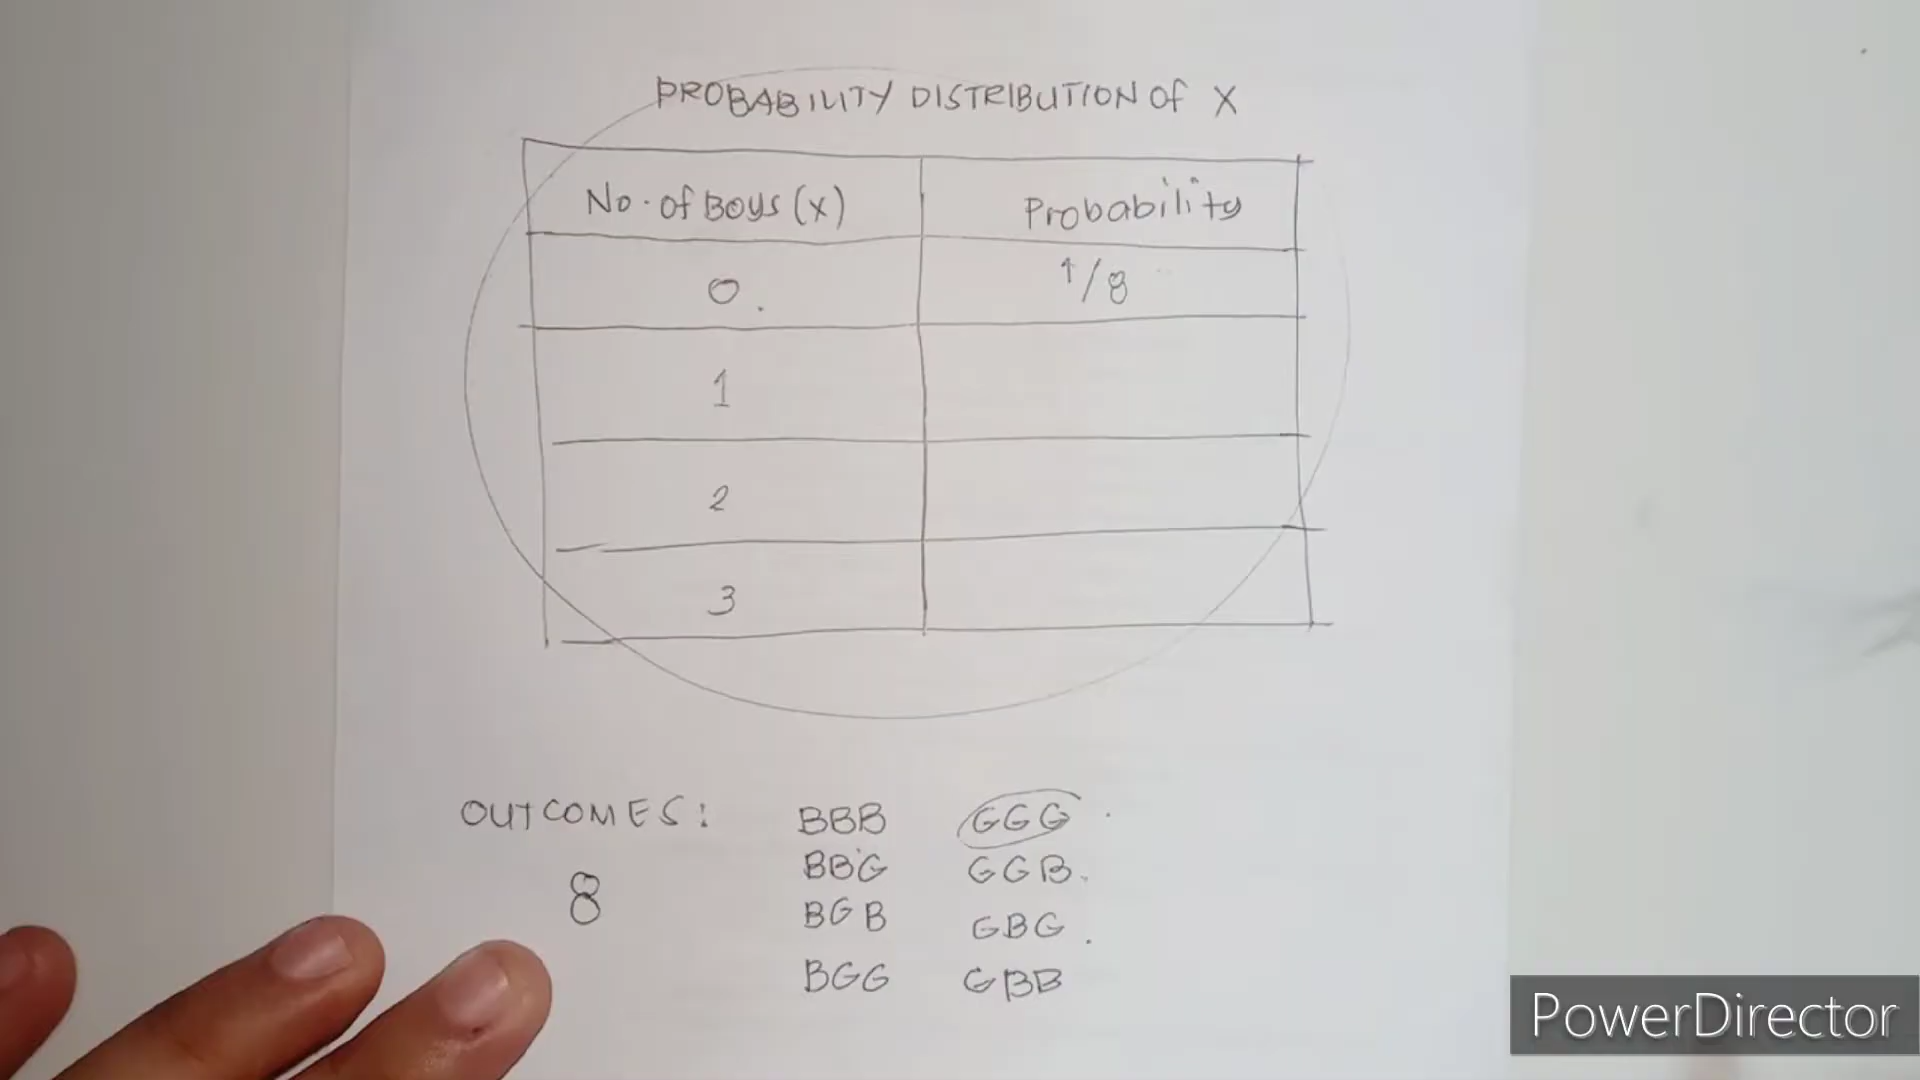 PROBABILITY DISTRIBUTION Of X
No. of Boys (x) Probability
0 1/8
1
2
3
OUTCOMES: BBB GGG
BBG GGB
8
BGB GBG
BGG GBB
PowerDirector